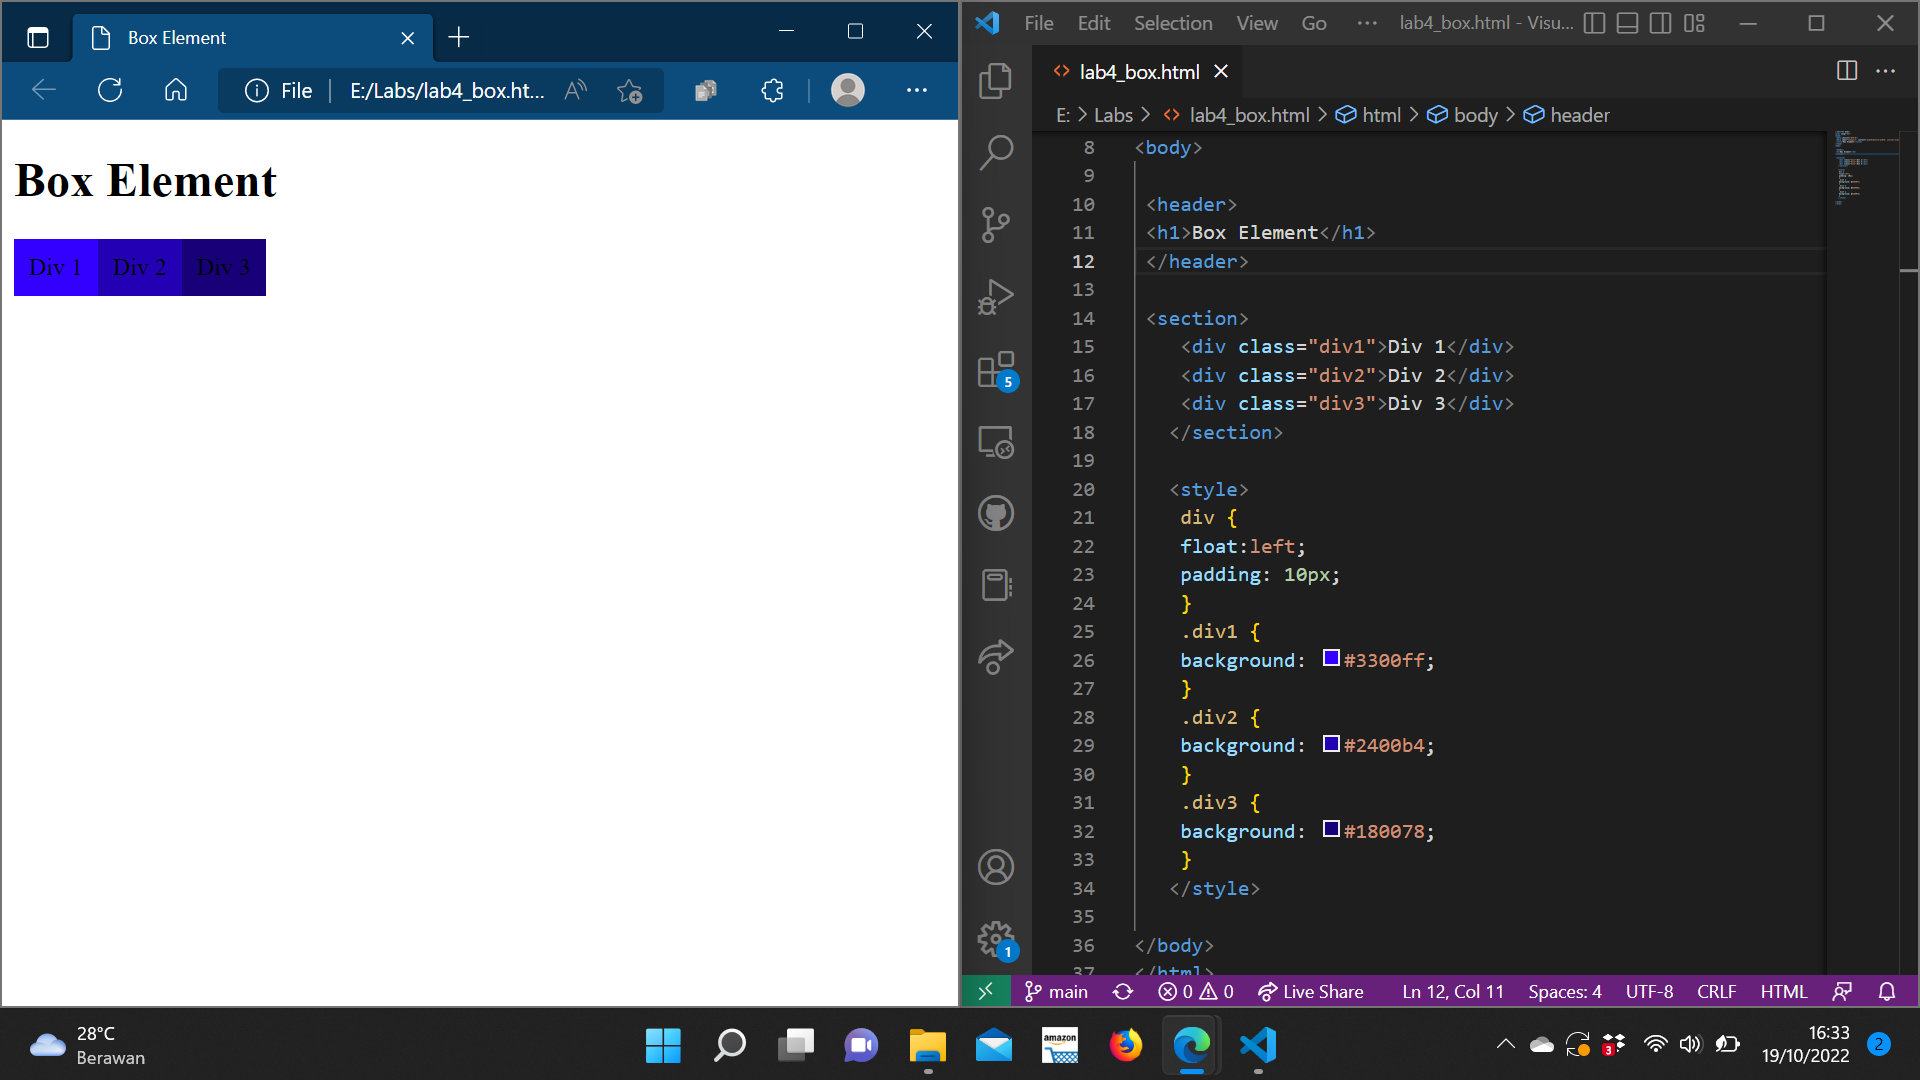 Box Element
File
E:/Labs/lab4_box.ht...
Box Element
Div 1
Div 2
Div 3
File Edit Selection View Go ··· lab4_box.html - Visu...
lab4_box.html
E: > Labs > lab4_box.html > html > body > header
5
1
8 <body>
9
10 <header>
11 <h1>Box Element</h1>
12 </header>
13
14 <section>
15 <div class="div1">Div 1</div>
16 <div class="div2">Div 2</div>
17 <div class="div3">Div 3</div>
18 </section>
19
20 <style>
21 div {
22 float:left;
23 padding: 10px;
24 }
25 .div1 {
26 background: #3300ff;
27 }
28 .div2 {
29 background: #2400b4;
30 }
31 .div3 {
32 background: #180078;
33 }
34 </style>
35
36 </body>
37 </html>
main 0 0 Live Share Ln 12, Col 11 Spaces: 4 UTF-8 CRLF HTML
28°C
Berawan
amazon
3
16:33
19/10/2022
2